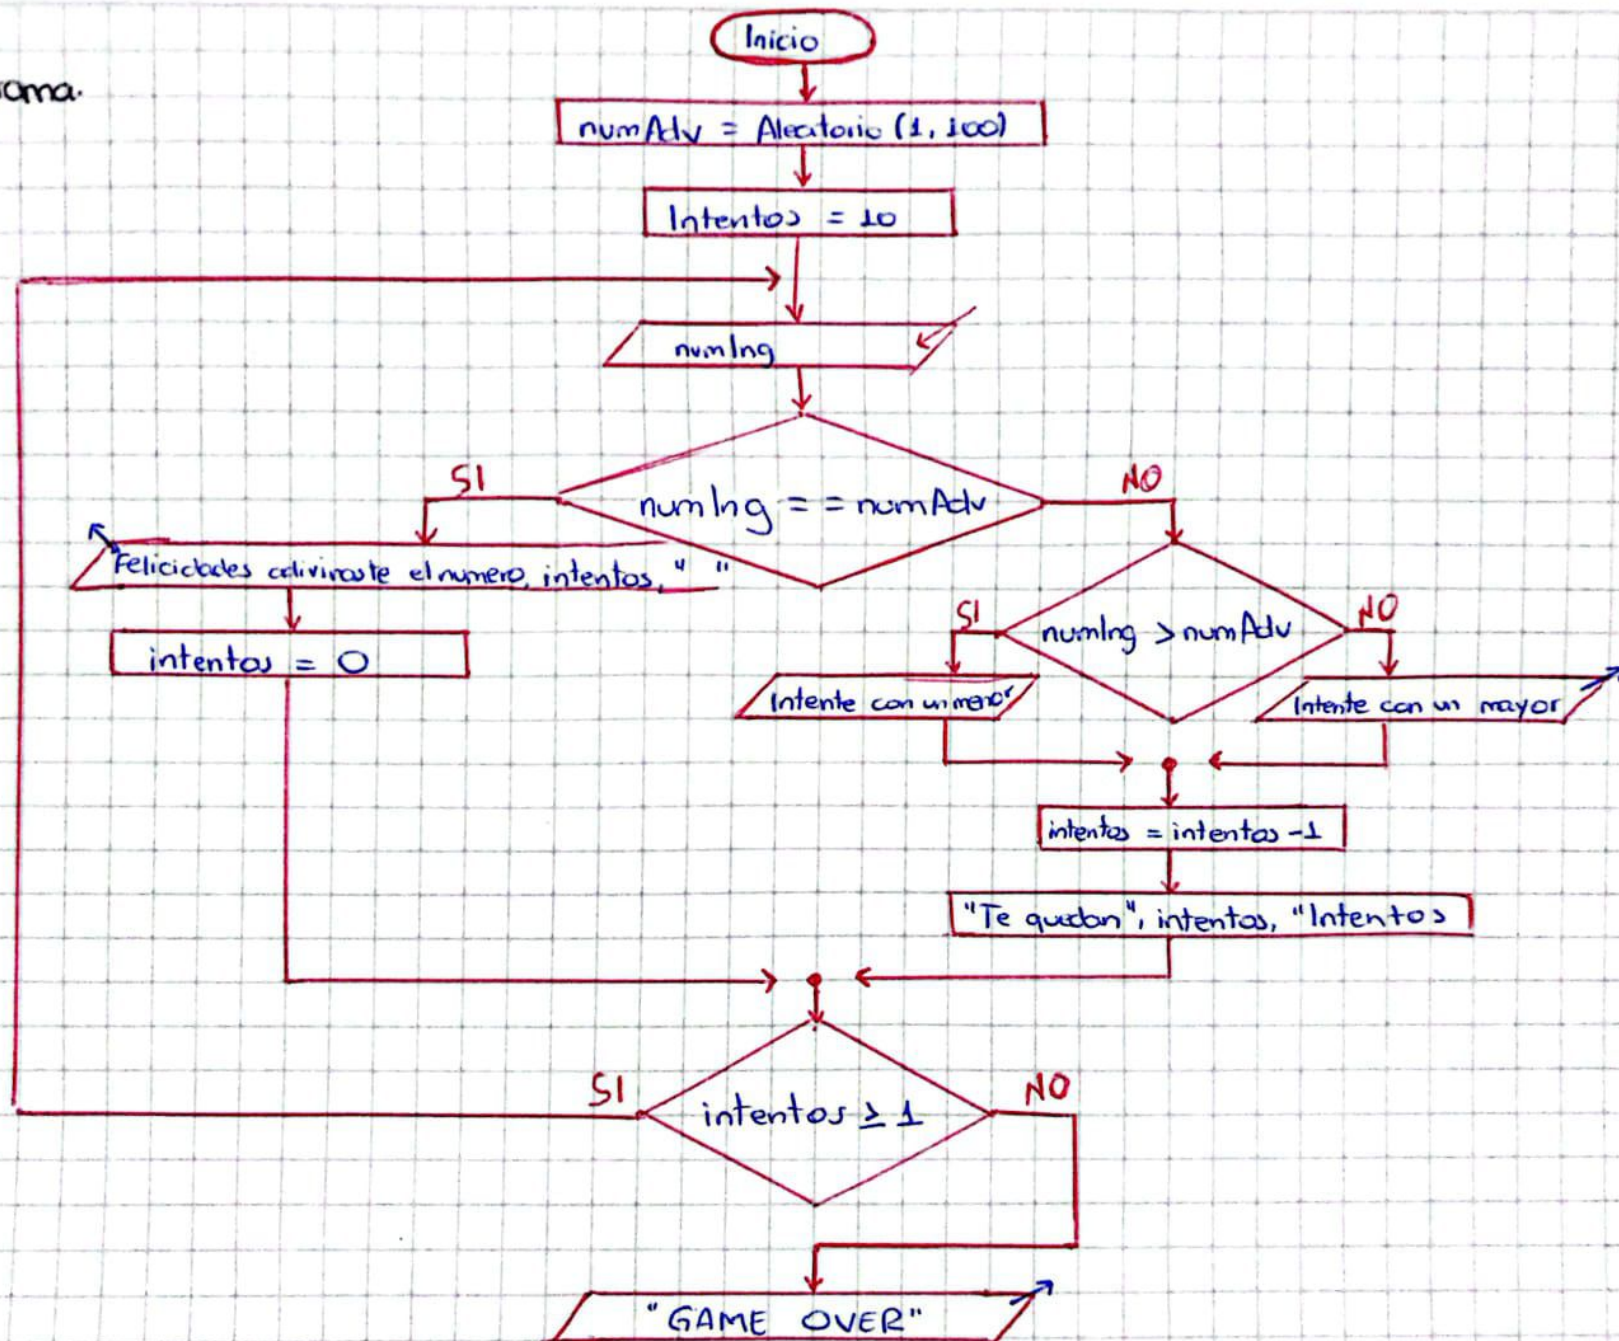 Inicio
numAdv = Aleatorio (1, 100)
Intentos = 10
numIng
SI
numIng == numAdv
NO
Felicidades adivinaste el numero, intentos, " "
intentos = 0
SI
numIng > numAdv
NO
Intente con un menor
Intente con un mayor
intentos = intentos -1
"Te quedan", intentos, "Intentos
SI
intentos ≥ 1
NO
"GAME OVER"